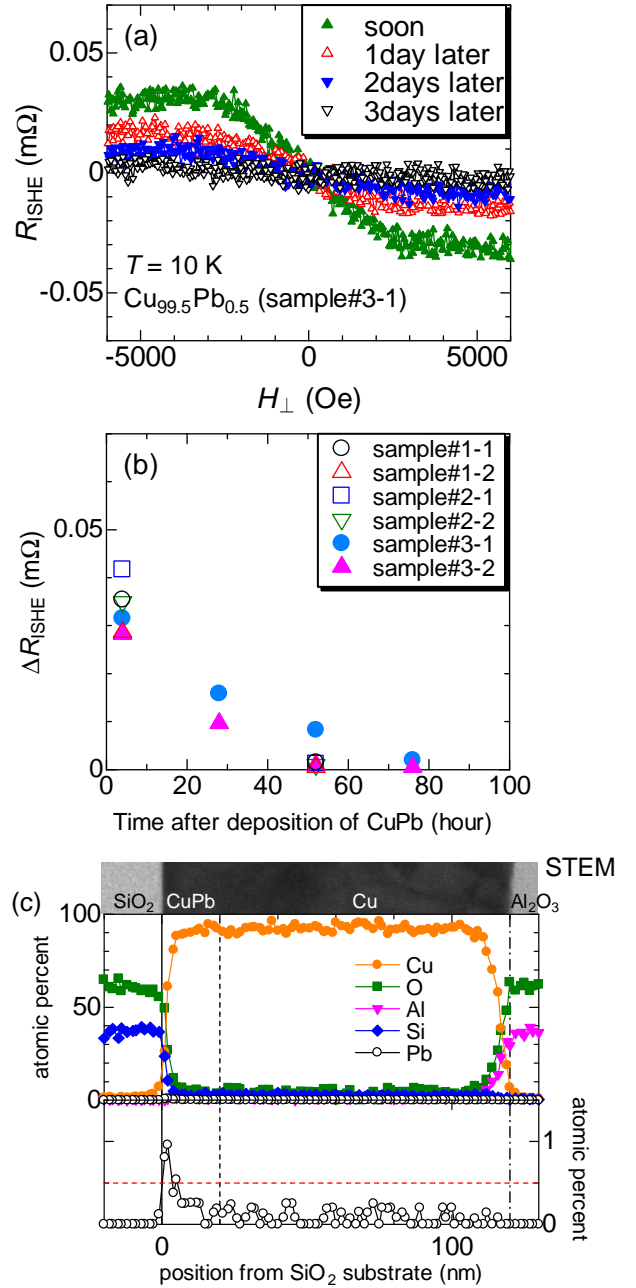 (a)
soon
1day later
2days later
3days later
0.05
0
-0.05
R_ISHE (mΩ)
T = 10 K
Cu99.5Pb0.5 (sample#3-1)
-5000 0 5000
H⊥ (Oe)
(b)
sample#1-1
sample#1-2
sample#2-1
sample#2-2
sample#3-1
sample#3-2
0.05
0
ΔR_ISHE (mΩ)
0 20 40 60 80 100
Time after deposition of CuPb (hour)
STEM
(c)
SiO2 CuPb Cu Al2O3
100
50
0
atomic percent
Cu
O
Al
Si
Pb
1
0
atomic percent
0 100
position from SiO2 substrate (nm)